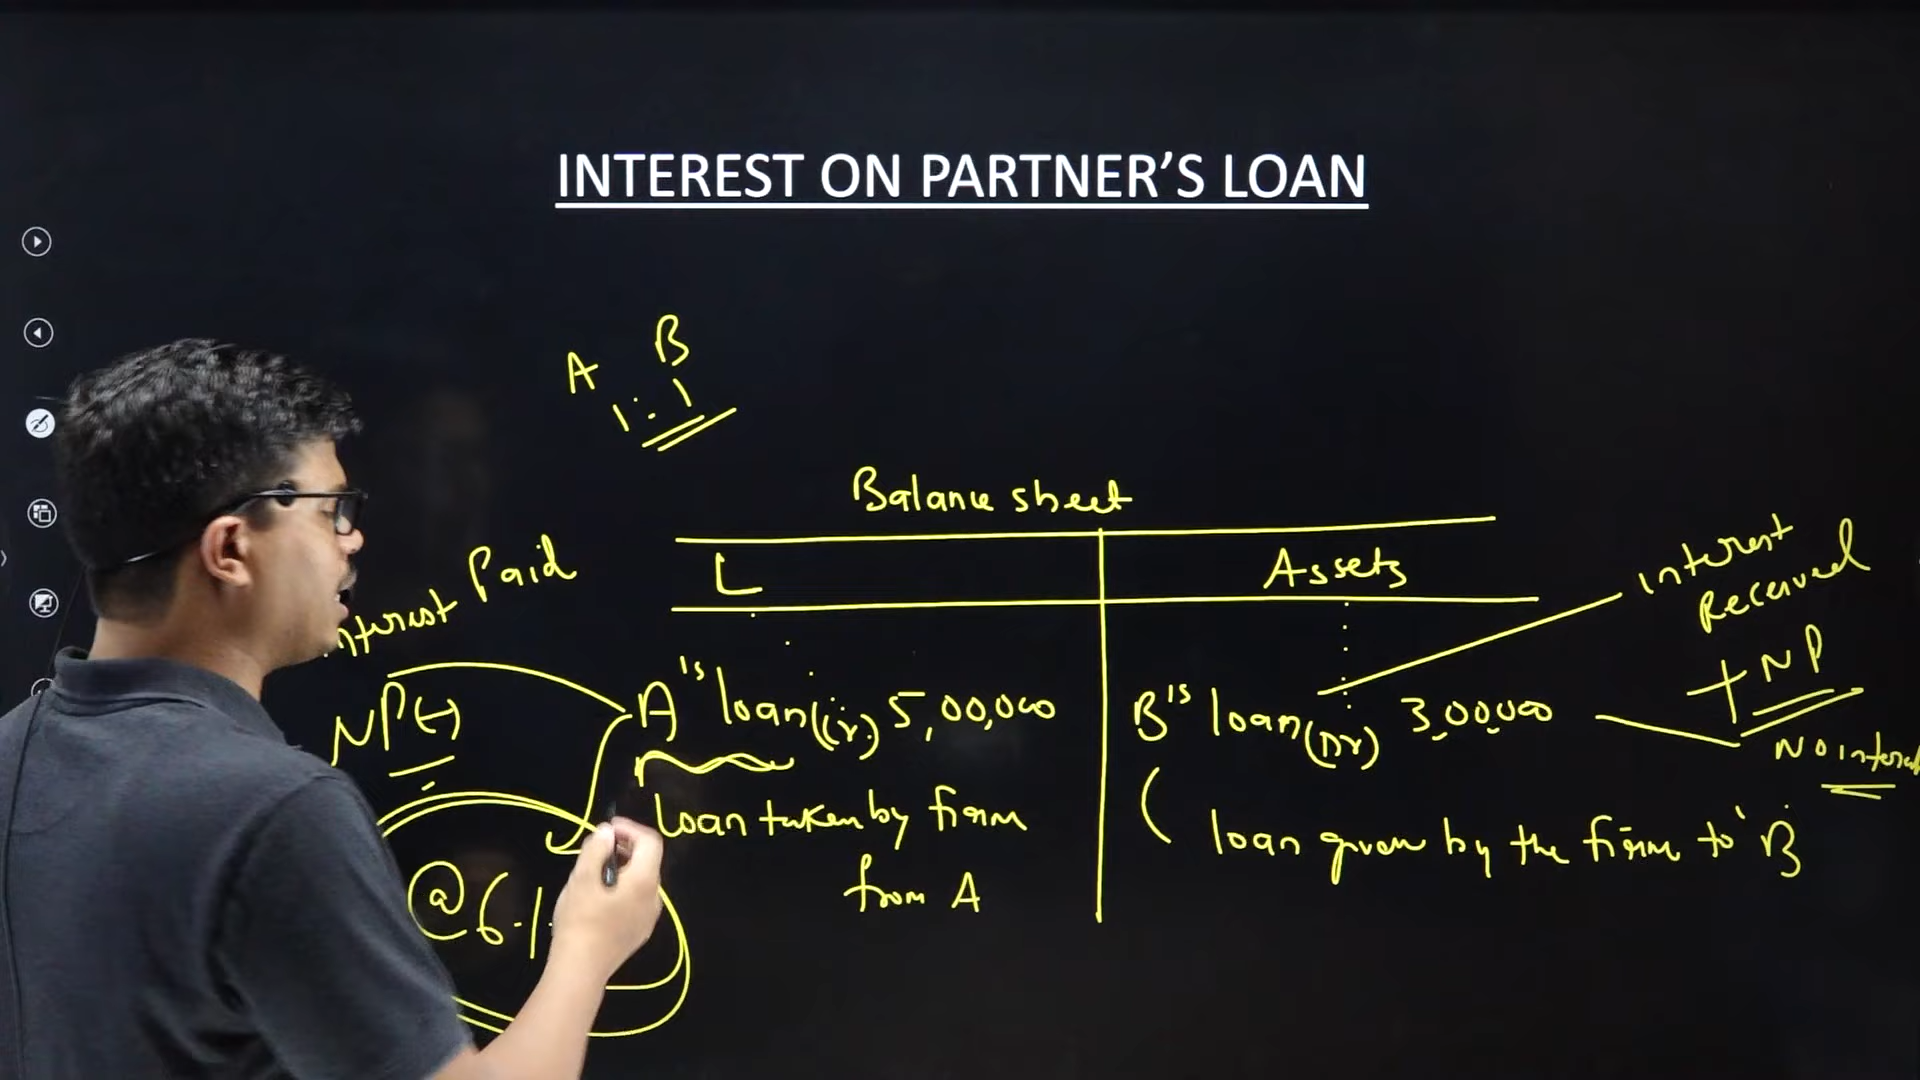 INTEREST ON PARTNER'S LOAN
A B
1 : 1
Balance sheet
L Assets
Interest Paid
Interest
Received
+ NP
NP(-)
A's loan(Cr.) 5,00,000
B's loan(Dr) 3,00,000
No interest
loan taken by firm
from A
loan given by the firm to B
@ 6%